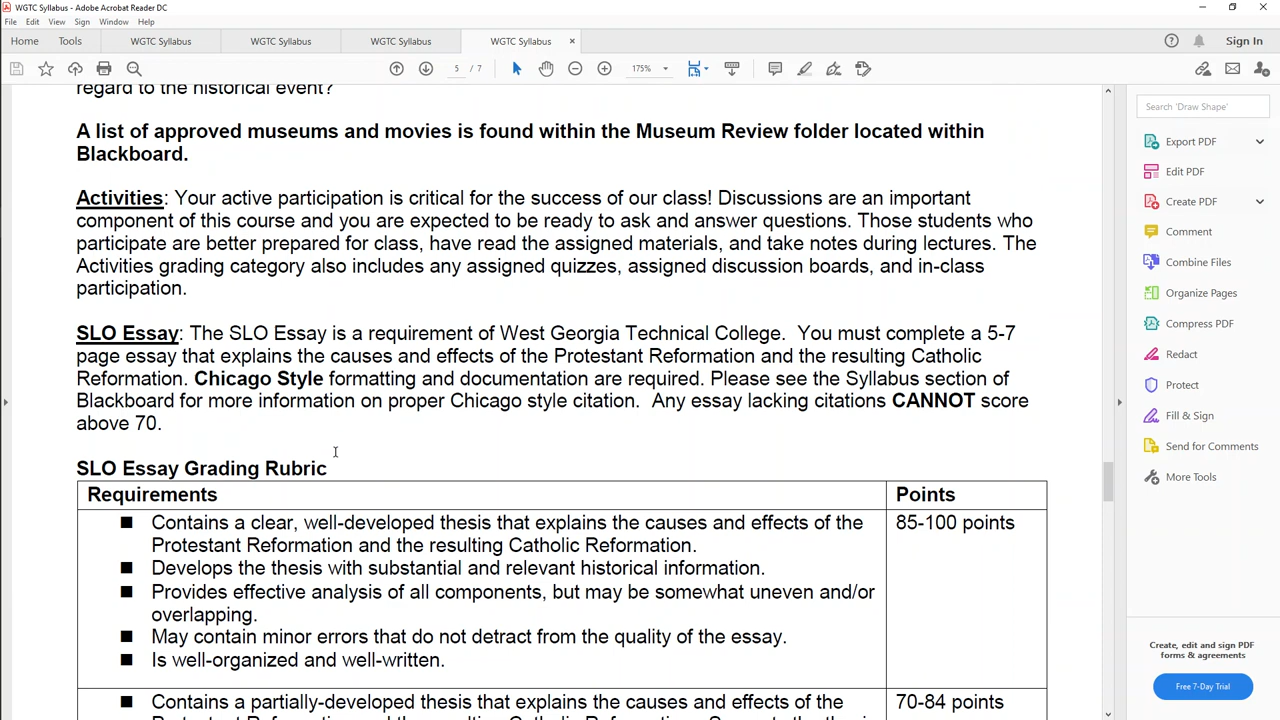 WGTC Syllabus - Adobe Acrobat Reader DC
File Edit View Sign Window Help
Home Tools WGTC Syllabus WGTC Syllabus WGTC Syllabus WGTC Syllabus × Sign In
5 / 7 175%
regard to the historical event?
A list of approved museums and movies is found within the Museum Review folder located within
Blackboard.
Activities: Your active participation is critical for the success of our class! Discussions are an important
component of this course and you are expected to be ready to ask and answer questions. Those students who
participate are better prepared for class, have read the assigned materials, and take notes during lectures. The
Activities grading category also includes any assigned quizzes, assigned discussion boards, and in-class
participation.
SLO Essay: The SLO Essay is a requirement of West Georgia Technical College.  You must complete a 5-7
page essay that explains the causes and effects of the Protestant Reformation and the resulting Catholic
Reformation. Chicago Style formatting and documentation are required. Please see the Syllabus section of
Blackboard for more information on proper Chicago style citation.  Any essay lacking citations CANNOT score
above 70.
SLO Essay Grading Rubric
Requirements Points
■ Contains a clear, well-developed thesis that explains the causes and effects of the 85-100 points
Protestant Reformation and the resulting Catholic Reformation.
■ Develops the thesis with substantial and relevant historical information.
■ Provides effective analysis of all components, but may be somewhat uneven and/or
overlapping.
■ May contain minor errors that do not detract from the quality of the essay.
■ Is well-organized and well-written.
■ Contains a partially-developed thesis that explains the causes and effects of the 70-84 points
Protestant Reformation and the resulting Catholic Reformation.
Search 'Draw Shape'
Export PDF
Edit PDF
Create PDF
Comment
Combine Files
Organize Pages
Compress PDF
Redact
Protect
Fill & Sign
Send for Comments
More Tools
Create, edit and sign PDF
forms & agreements
Free 7-Day Trial